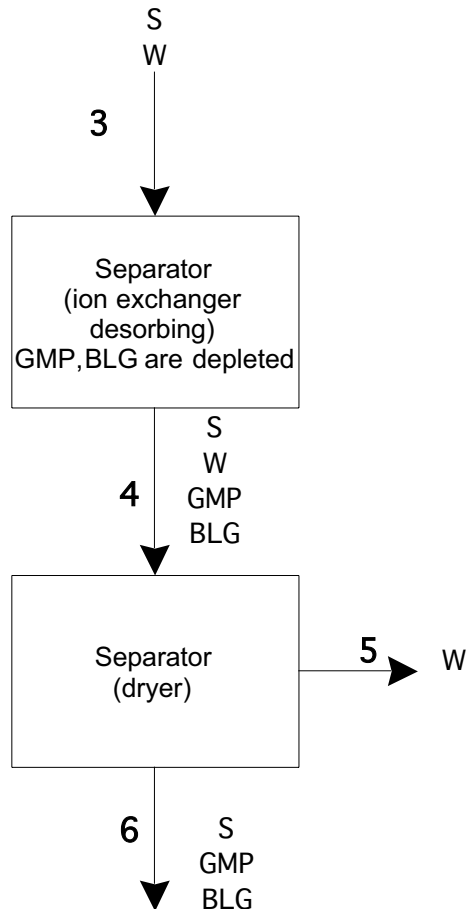 S
W
3
Separator
(ion exchanger
desorbing)
GMP,BLG are depleted
S
W
4
GMP
BLG
Separator
(dryer)
5
W
6
S
GMP
BLG